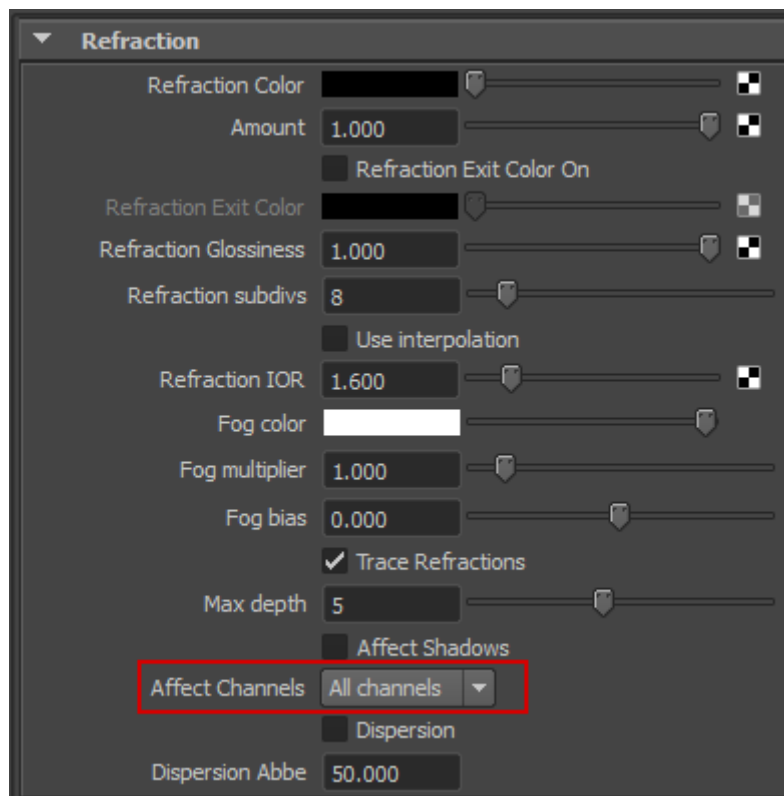 Refraction
Refraction Color
Amount 1.000
Refraction Exit Color On
Refraction Exit Color
Refraction Glossiness 1.000
Refraction subdivs 8
Use interpolation
Refraction IOR 1.600
Fog color
Fog multiplier 1.000
Fog bias 0.000
Trace Refractions
Max depth 5
Affect Shadows
Affect Channels All channels
Dispersion
Dispersion Abbe 50.000